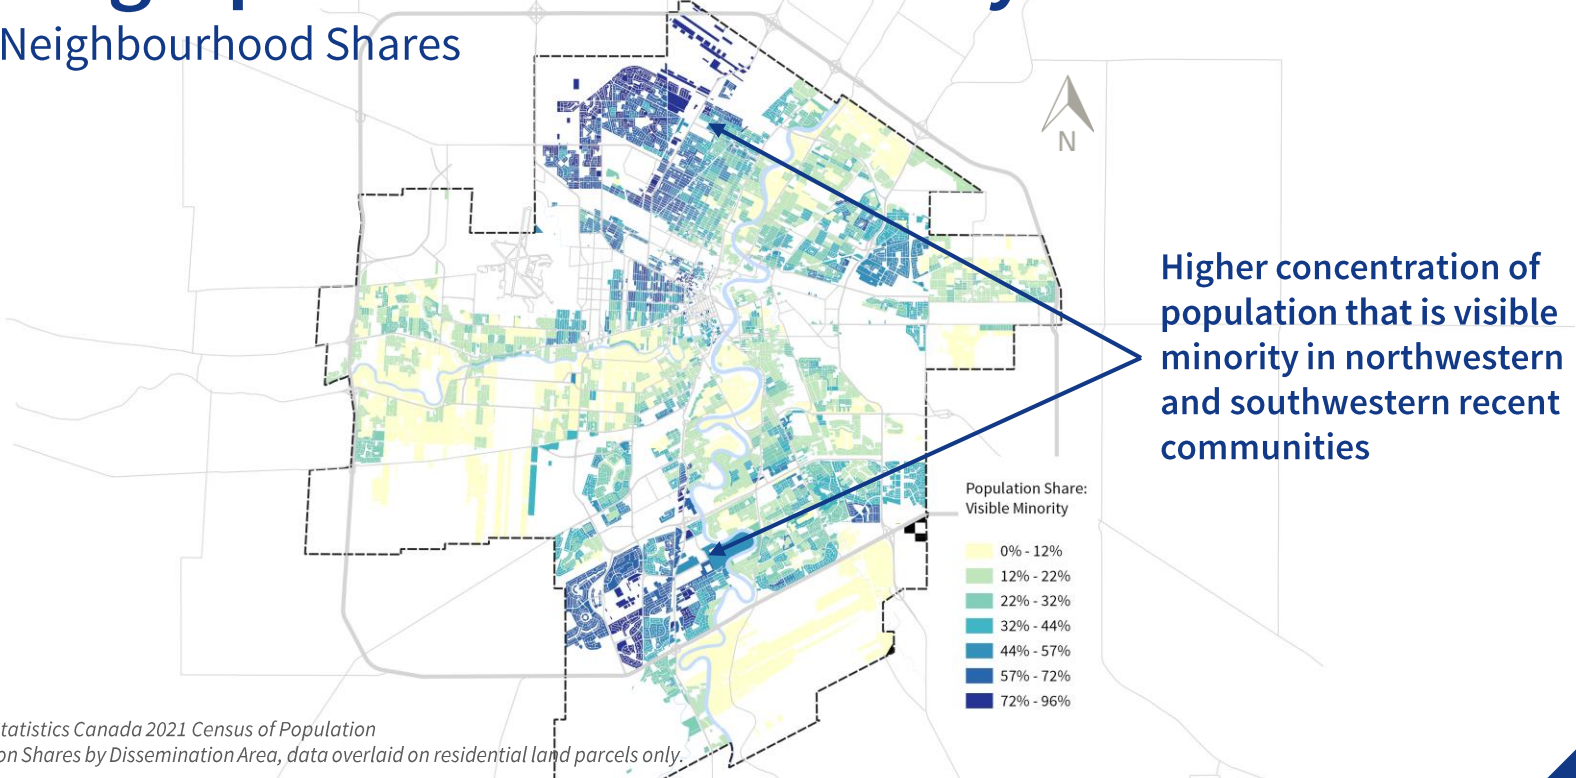 Neighbourhood Shares
N
Higher concentration of
population that is visible
minority in northwestern
and southwestern recent
communities
Population Share:
Visible Minority
0% - 12%
12% - 22%
22% - 32%
32% - 44%
44% - 57%
57% - 72%
72% - 96%
tatistics Canada 2021 Census of Population
on Shares by Dissemination Area, data overlaid on residential land parcels only.